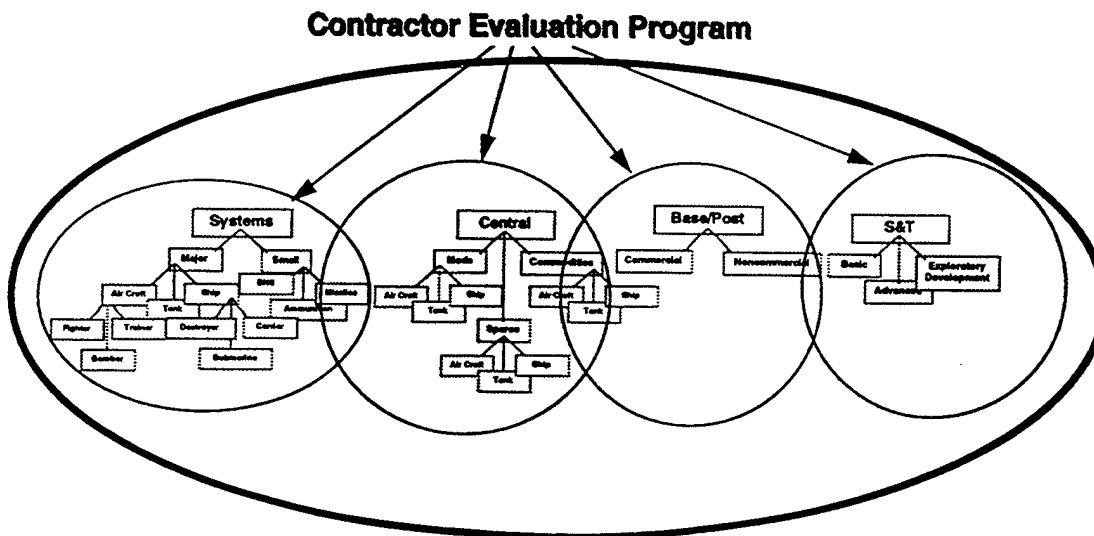 Contractor Evaluation Program
Systems
Major
Small
Air Craft
Ship
Tank
Missiles
Ammunition
Fighter
Trainer
Destroyer
Carrier
Bomber
Submarine
Central
Mods
Commodities
Air Craft
Ship
Tank
Air Craft
Ship
Tank
Spares
Air Craft
Ship
Tank
Base/Post
Commercial
Noncommercial
S&T
Basic
Exploratory
Development
Advanced